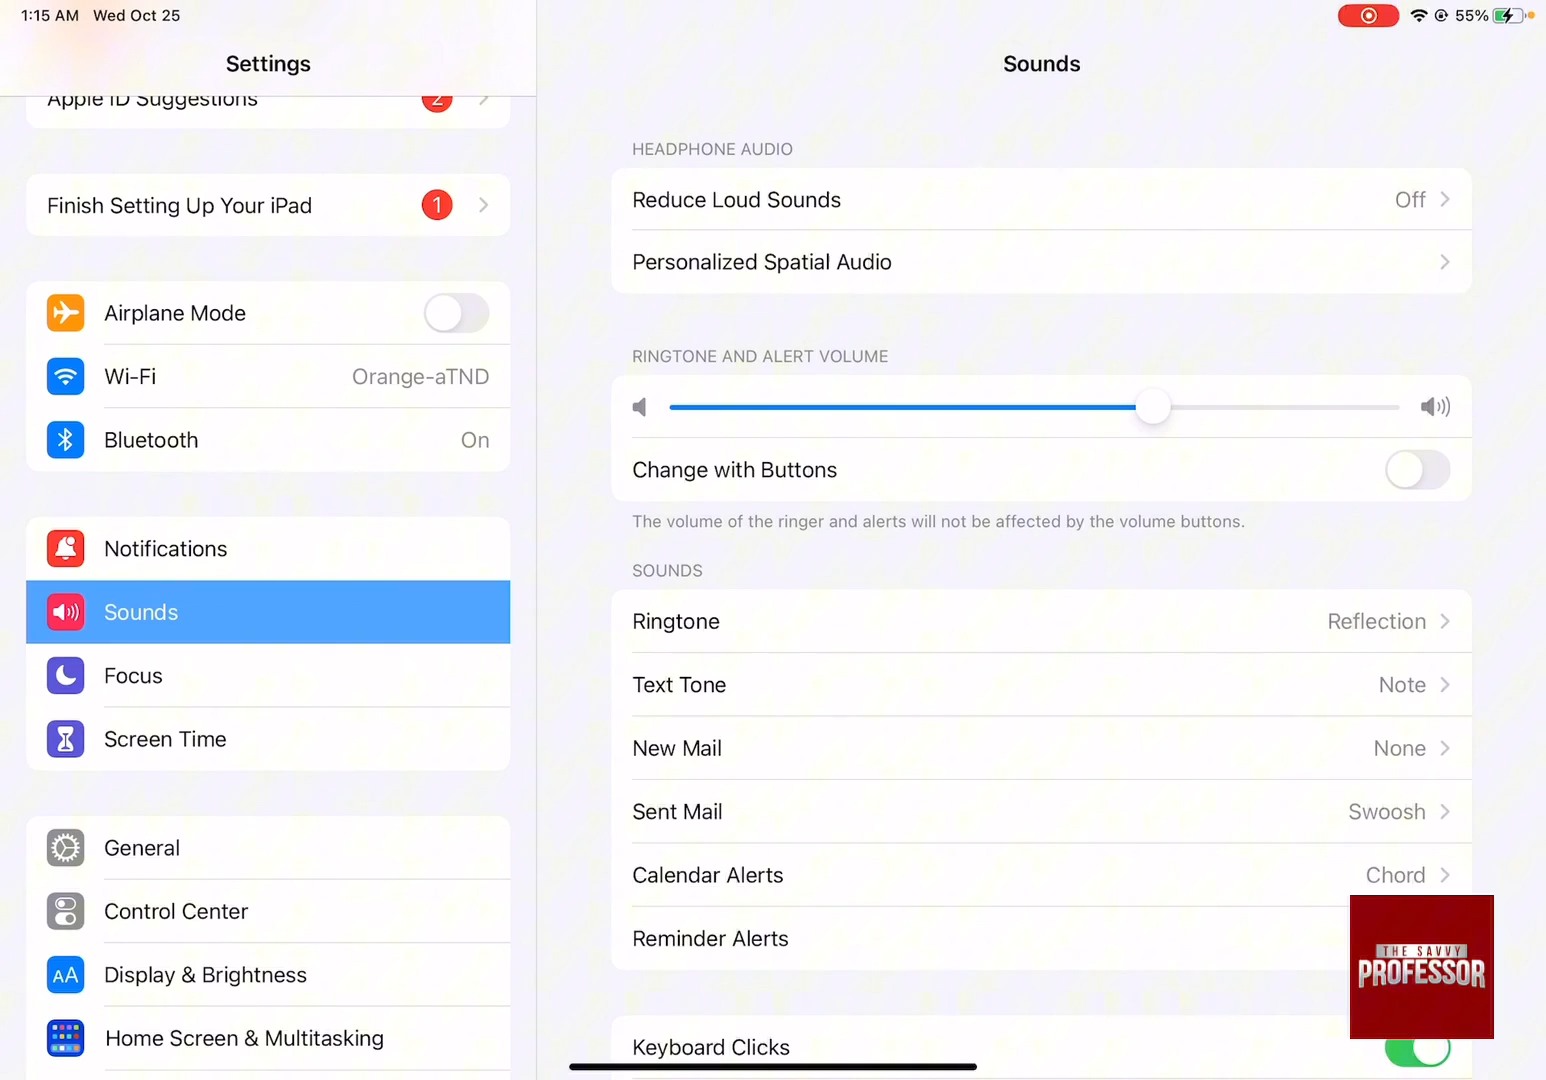 1:15 AM Wed Oct 25
55%
Settings
Apple ID Suggestions 2
Finish Setting Up Your iPad 1
Airplane Mode
Wi-Fi Orange-aTND
Bluetooth On
Notifications
Sounds
Focus
Screen Time
General
Control Center
AA Display & Brightness
Home Screen & Multitasking
Sounds
HEADPHONE AUDIO
Reduce Loud Sounds Off
Personalized Spatial Audio
RINGTONE AND ALERT VOLUME
Change with Buttons
The volume of the ringer and alerts will not be affected by the volume buttons.
SOUNDS
Ringtone Reflection
Text Tone Note
New Mail None
Sent Mail Swoosh
Calendar Alerts Chord
Reminder Alerts
Keyboard Clicks
THE SAVVY
PROFESSOR